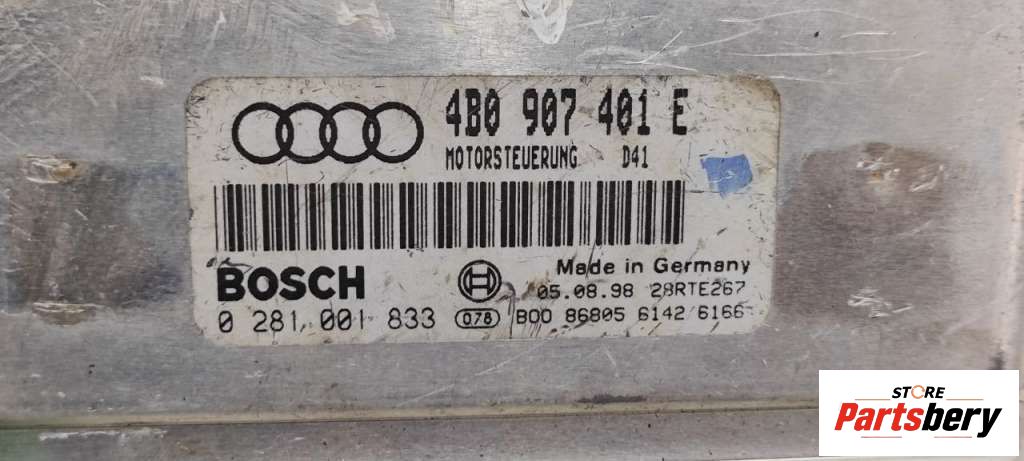 4B0 907 401 E
MOTORSTEUERUNG D41
BOSCH
Made in Germany
05.08.98 28RTE267
0 281 001 833 078 B00 86805 6142 6166
STORE
Partsbery